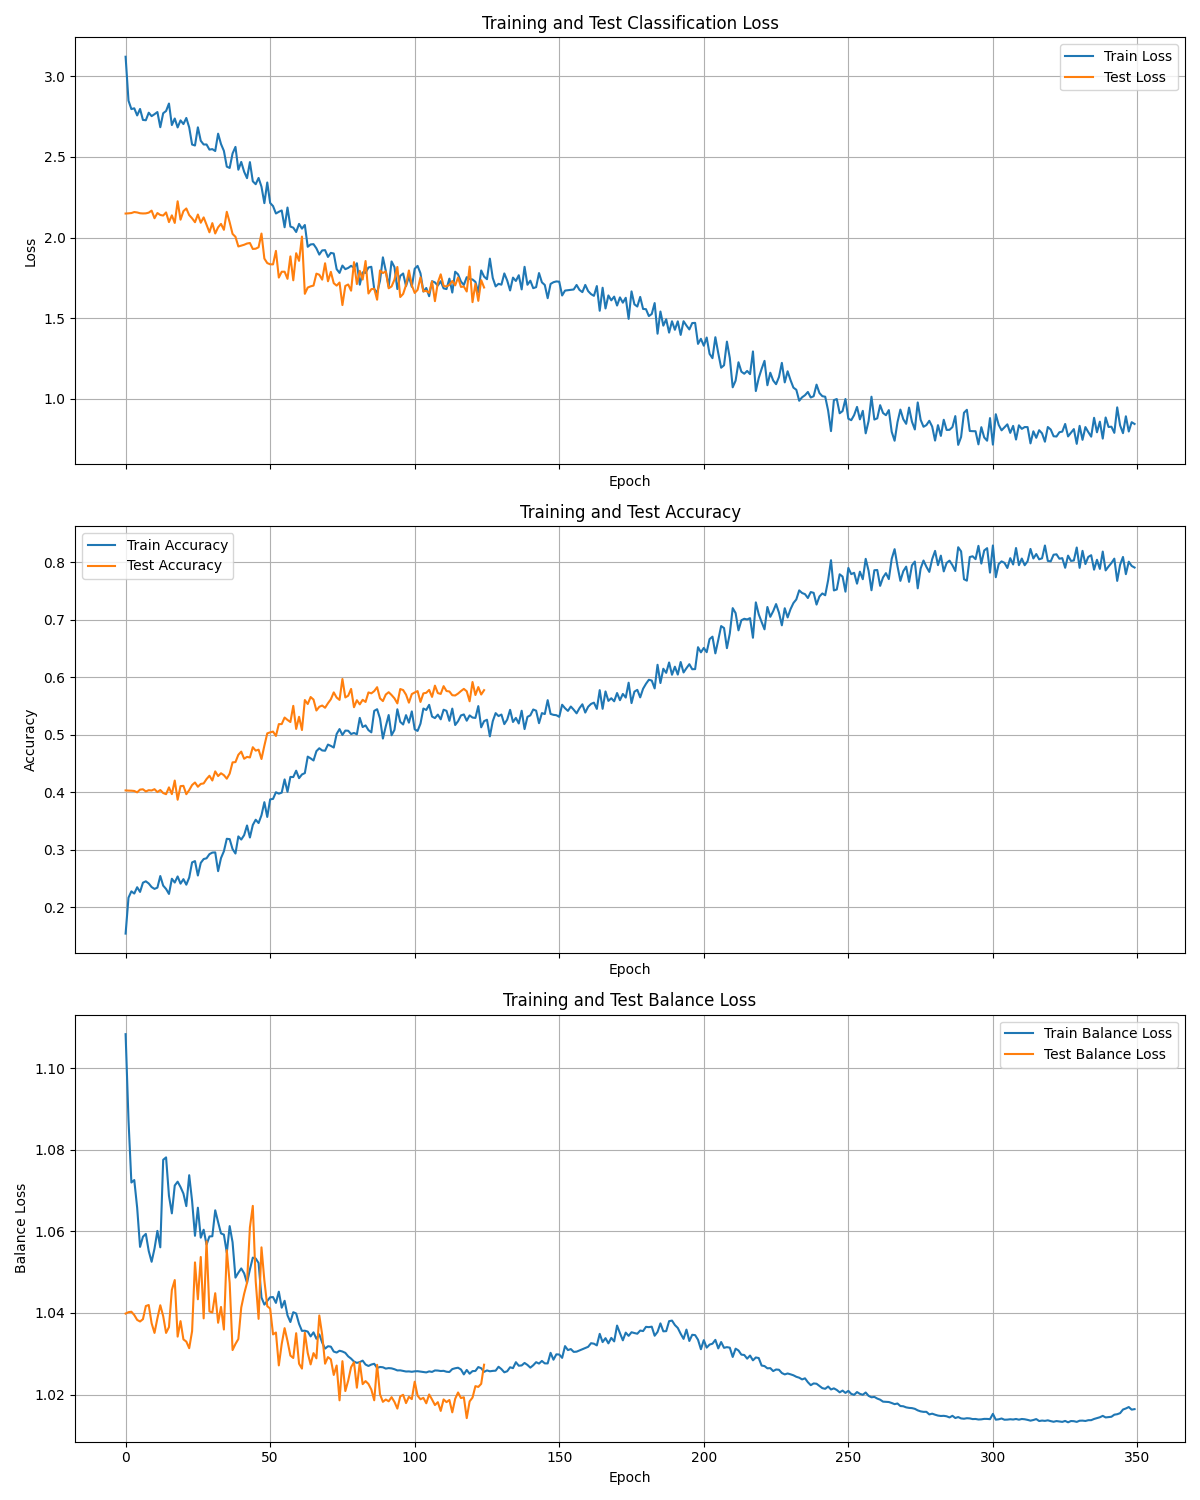 Training and Test Classification Loss
Train Loss
Test Loss
3.0
2.5
2.0
1.5
1.0
Loss
Epoch
Training and Test Accuracy
Train Accuracy
Test Accuracy
0.8
0.7
0.6
0.5
0.4
0.3
0.2
Accuracy
Epoch
Training and Test Balance Loss
Train Balance Loss
Test Balance Loss
1.10
1.08
1.06
1.04
1.02
Balance Loss
0 50 100 150 200 250 300 350
Epoch